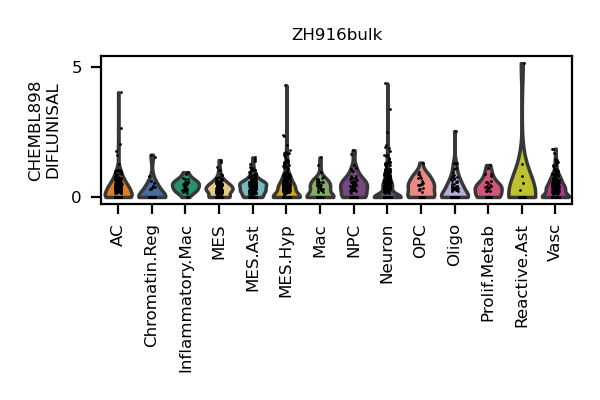 ZH916bulk
CHEMBL898
DIFLUNISAL
5
0
AC
Chromatin.Reg
Inflammatory.Mac
MES
MES.Ast
MES.Hyp
Mac
NPC
Neuron
OPC
Oligo
Prolif.Metab
Reactive.Ast
Vasc